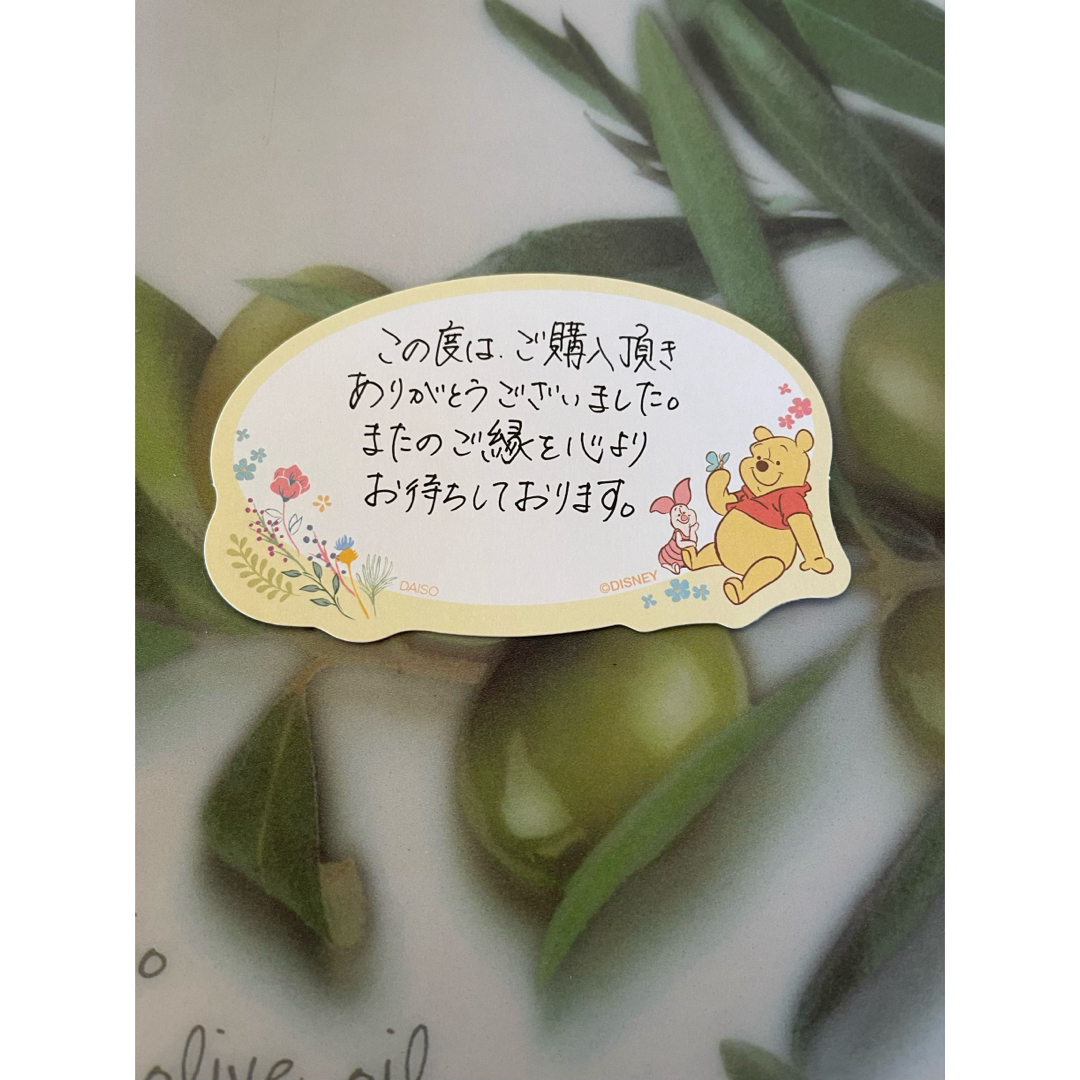 この度は、ご購入頂き
ありがとうございました。
またのご縁を心より
お待ちしております。
DAISO
©DISNEY
o
olive oil